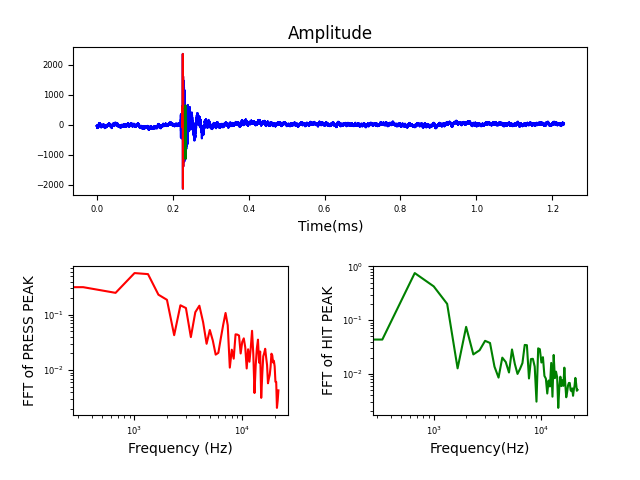 Amplitude
2000
1000
0
−1000
−2000
0.0 0.2 0.4 0.6 0.8 1.0 1.2
Time(ms)
FFT of PRESS PEAK
10⁻¹
10⁻²
10³ 10⁴
Frequency (Hz)
FFT of HIT PEAK
10⁰
10⁻¹
10⁻²
10³ 10⁴
Frequency(Hz)